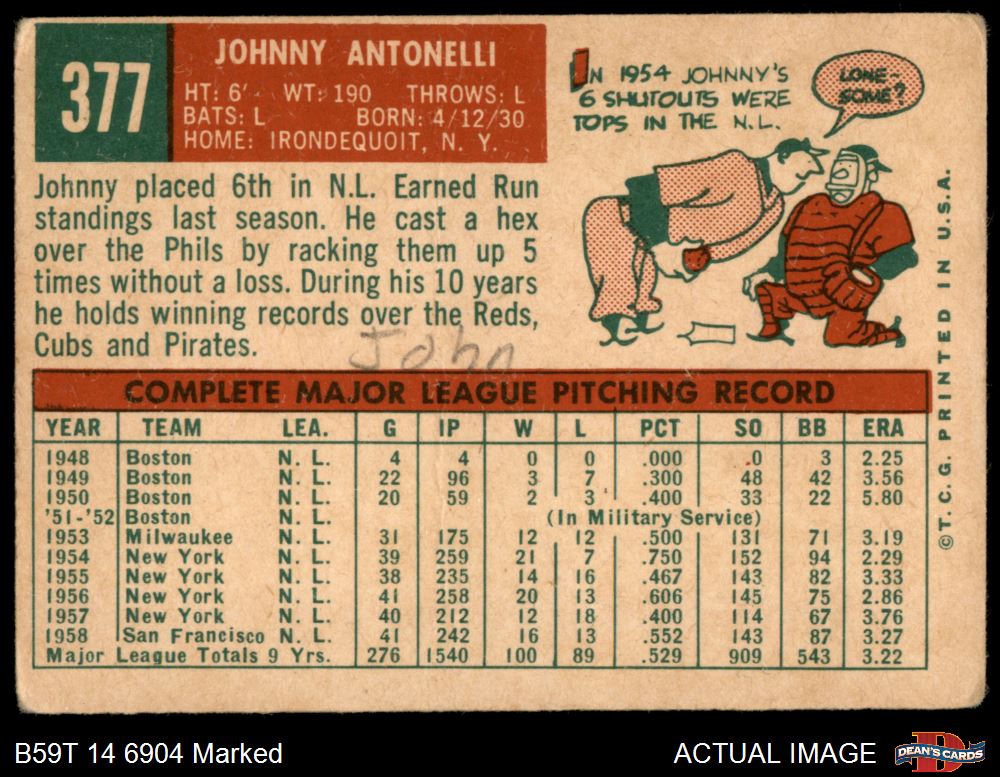 377
JOHNNY ANTONELLI
HT: 6' WT: 190 THROWS: L
BATS: L BORN: 4/12/30
HOME: IRONDEQUOIT, N. Y.
IN 1954 JOHNNY'S
6 SHUTOUTS WERE
TOPS IN THE N.L.
LONE-
SOME?
Johnny placed 6th in N.L. Earned Run
standings last season. He cast a hex
over the Phils by racking them up 5
times without a loss. During his 10 years
he holds winning records over the Reds,
Cubs and Pirates.
John
COMPLETE MAJOR LEAGUE PITCHING RECORD
YEAR TEAM LEA. G IP W L PCT SO BB ERA
1948 Boston N. L. 4 4 0 0 .000 0 3 2.25
1949 Boston N. L. 22 96 3 7 .300 48 42 3.56
1950 Boston N. L. 20 59 2 3 .400 33 22 5.80
'51-'52 Boston N. L. (In Military Service)
1953 Milwaukee N. L. 31 175 12 12 .500 131 71 3.19
1954 New York N. L. 39 259 21 7 .750 152 94 2.29
1955 New York N. L. 38 235 14 16 .467 143 82 3.33
1956 New York N. L. 41 258 20 13 .606 145 75 2.86
1957 New York N. L. 40 212 12 18 .400 114 67 3.76
1958 San Francisco N. L. 41 242 16 13 .552 143 87 3.27
Major League Totals 9 Yrs. 276 1540 100 89 .529 909 543 3.22
©T. C. G. PRINTED IN U.S.A.
B59T 14 6904 Marked
ACTUAL IMAGE
DEAN'S CARDS